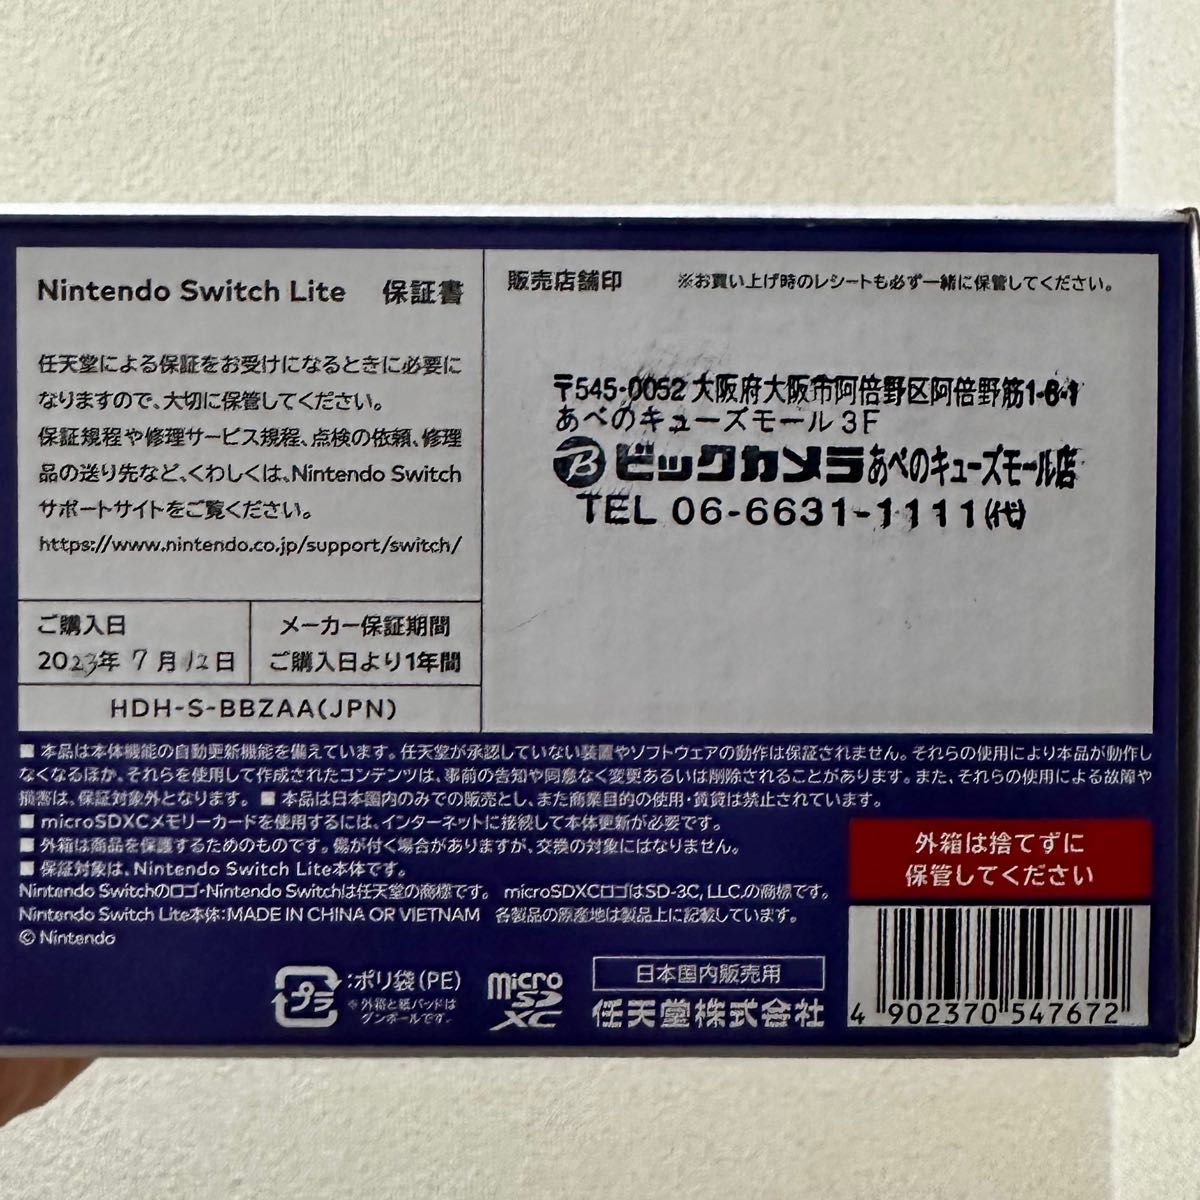 Nintendo Switch Lite 保証書
任天堂による保証をお受けになるときに必要に
なりますので、大切に保管してください。
保証規程や修理サービス規程、点検の依頼、修理
品の送り先など、くわしくは、Nintendo Switch
サポートサイトをご覧ください。
https://www.nintendo.co.jp/support/switch/
ご購入日
2023年 7月12日
メーカー保証期間
ご購入日より1年間
HDH-S-BBZAA(JPN)
販売店舗印 ※お買い上げ時のレシートも必ず一緒に保管してください。
〒545-0052 大阪府大阪市阿倍野区阿倍野筋1-6-1
あべのキューズモール3F
B ビックカメラ あべのキューズモール店
TEL 06-6631-1111(代)
■ 本品は本体機能の自動更新機能を備えています。任天堂が承認していない装置やソフトウェアの動作は保証されません。それらの使用により本品が動作し
なくなるほか、それらを使用して作成されたコンテンツは、事前の告知や同意なく変更あるいは削除されることがあります。また、それらの使用による故障や
損害は、保証対象外となります。 ■ 本品は日本国内のみでの販売とし、また商業目的の使用・賃貸は禁止されています。
■ microSDXCメモリーカードを使用するには、インターネットに接続して本体更新が必要です。
■ 外箱は商品を保護するためのものです。傷が付く場合がありますが、交換の対象にはなりません。
■ 保証対象は、Nintendo Switch Lite本体です。
Nintendo Switchのロゴ・Nintendo Switchは任天堂の商標です。 microSDXCロゴはSD-3C, LLC.の商標です。
Nintendo Switch Lite本体:MADE IN CHINA OR VIETNAM 各製品の原産地は製品上に記載しています。
© Nintendo
外箱は捨てずに
保管してください
プラ
:ポリ袋(PE)
※外箱と紙パッドは
ダンボールです。
micro
SD
XC
日本国内販売用
任天堂株式会社
4 902370 547672